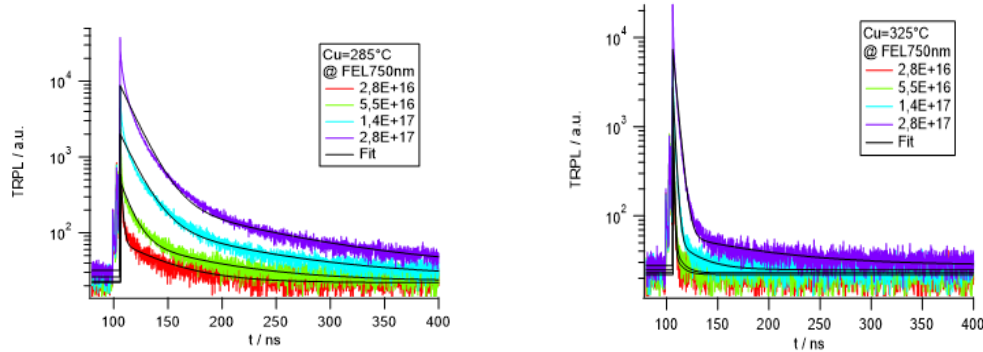 TRPL / a.u.
10⁴
10³
10²
Cu=285°C
@ FEL750nm
2,8E+16
5,5E+16
1,4E+17
2,8E+17
Fit
100 150 200 250 300 350 400
t / ns
TRPL / a.u.
10⁴
10³
10²
Cu=325°C
@ FEL750nm
2,8E+16
5,5E+16
1,4E+17
2,8E+17
Fit
100 150 200 250 300 350 400
t / ns